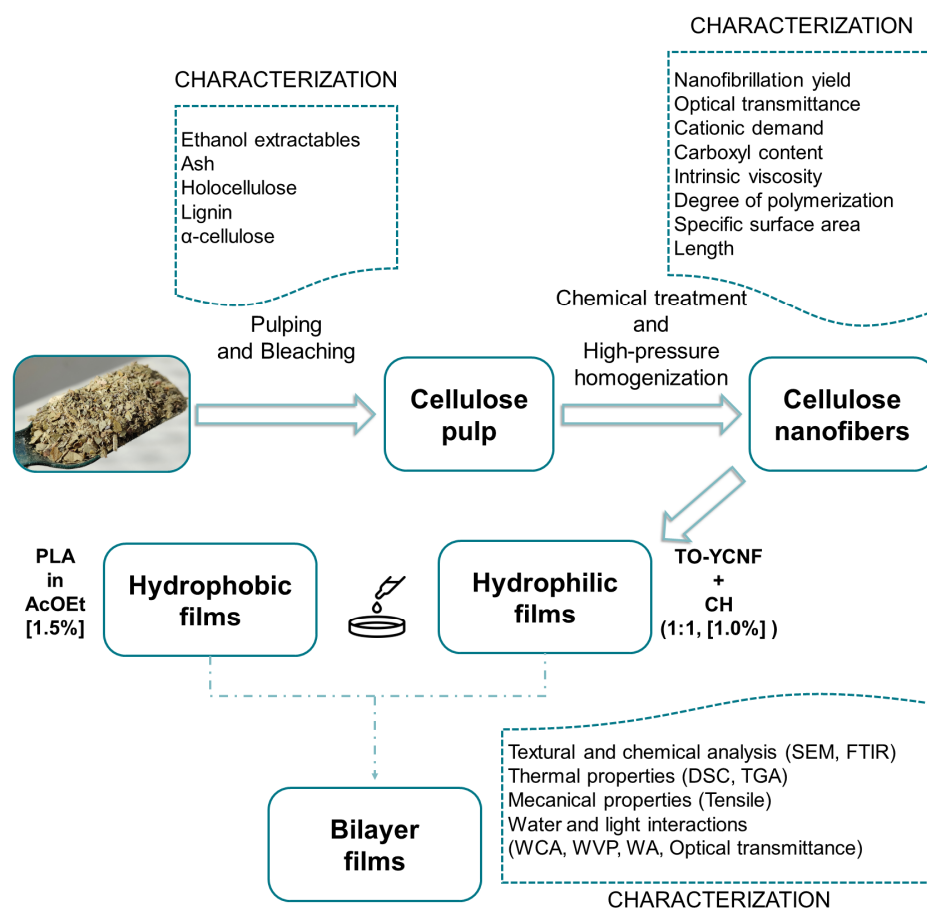 CHARACTERIZATION
Nanofibrillation yield
Optical transmittance
Cationic demand
Carboxyl content
Intrinsic viscosity
Degree of polymerization
Specific surface area
Length
CHARACTERIZATION
Ethanol extractables
Ash
Holocellulose
Lignin
α-cellulose
Pulping
and Bleaching
Chemical treatment
and
High-pressure
homogenization
Cellulose
pulp
Cellulose
nanofibers
PLA
in
AcOEt
[1.5%]
Hydrophobic
films
Hydrophilic
films
TO-YCNF
+
CH
(1:1, [1.0%] )
Bilayer
films
Textural and chemical analysis (SEM, FTIR)
Thermal properties (DSC, TGA)
Mecanical properties (Tensile)
Water and light interactions
(WCA, WVP, WA, Optical transmittance)
CHARACTERIZATION